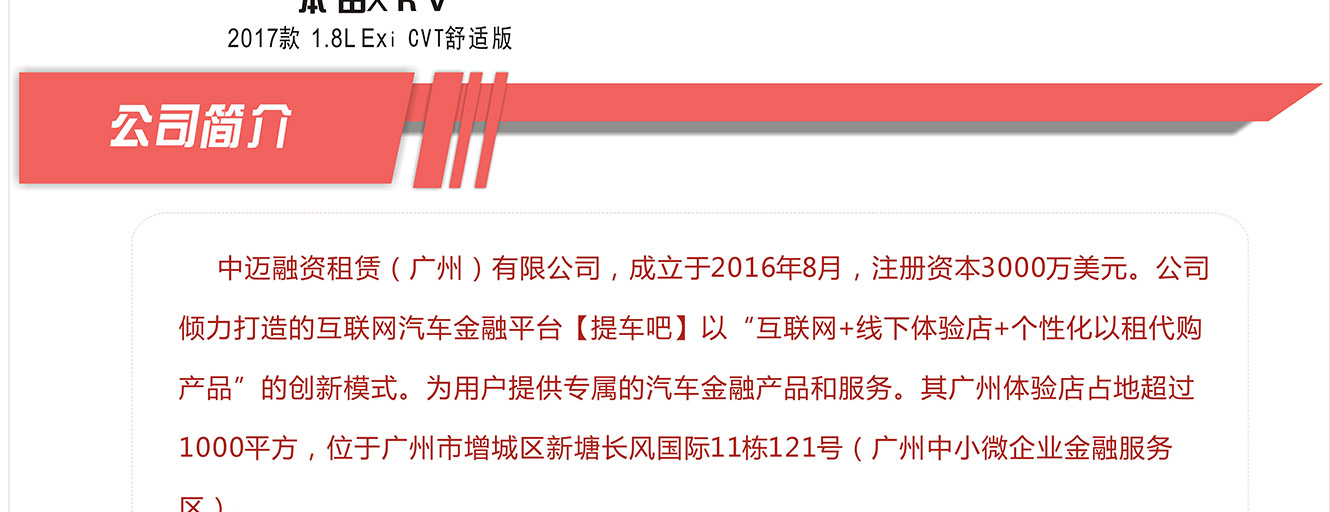 2017款 1.8L Exi CVT舒适版
公司简介
中迈融资租赁（广州）有限公司，成立于2016年8月，注册资本3000万美元。公司
倾力打造的互联网汽车金融平台【提车吧】以“互联网+线下体验店+个性化以租代购
产品”的创新模式。为用户提供专属的汽车金融产品和服务。其广州体验店占地超过
1000平方，位于广州市增城区新塘长风国际11栋121号（广州中小微企业金融服务
区）